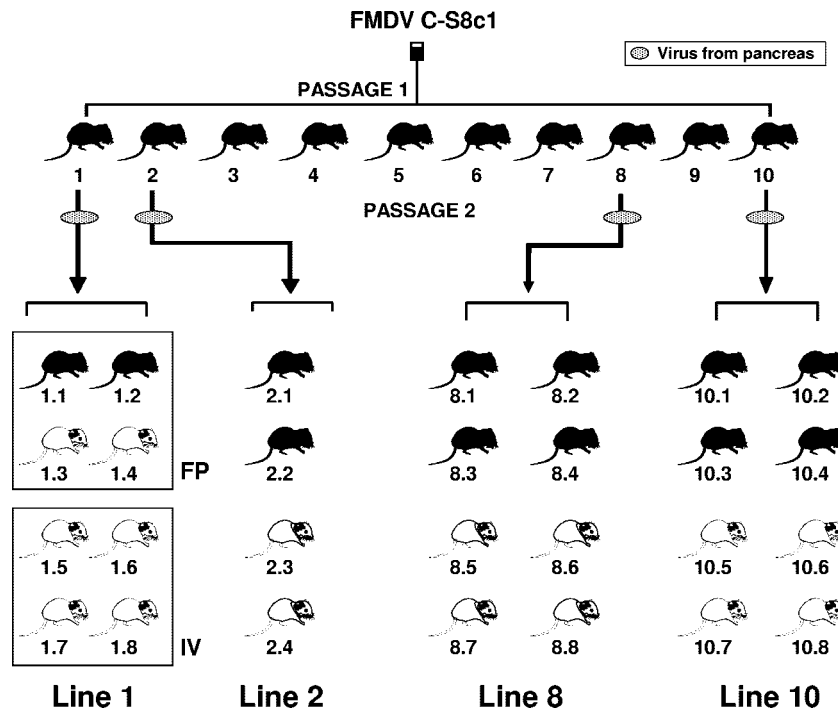 FMDV C-S8c1
Virus from pancreas
PASSAGE 1
1 2 3 4 5 6 7 8 9 10
PASSAGE 2
1.1 1.2 2.1 8.1 8.2 10.1 10.2
1.3 1.4 FP 2.2 8.3 8.4 10.3 10.4
1.5 1.6 2.3 8.5 8.6 10.5 10.6
1.7 1.8 IV 2.4 8.7 8.8 10.7 10.8
Line 1 Line 2 Line 8 Line 10